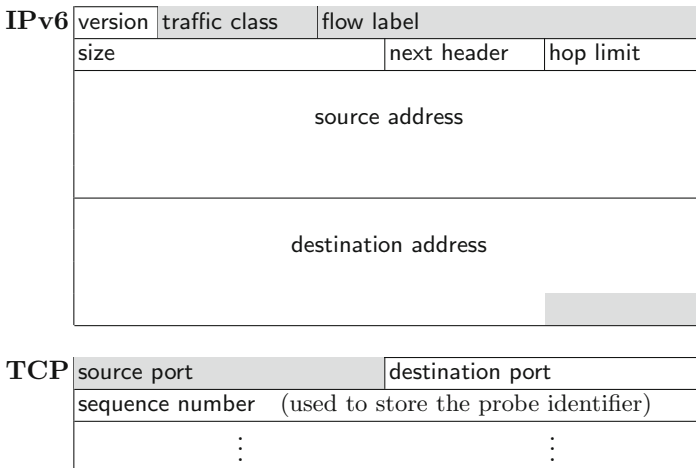 IPv6 version traffic class flow label
size next header hop limit
source address
destination address
TCP source port destination port
sequence number (used to store the probe identifier)
⋮ ⋮